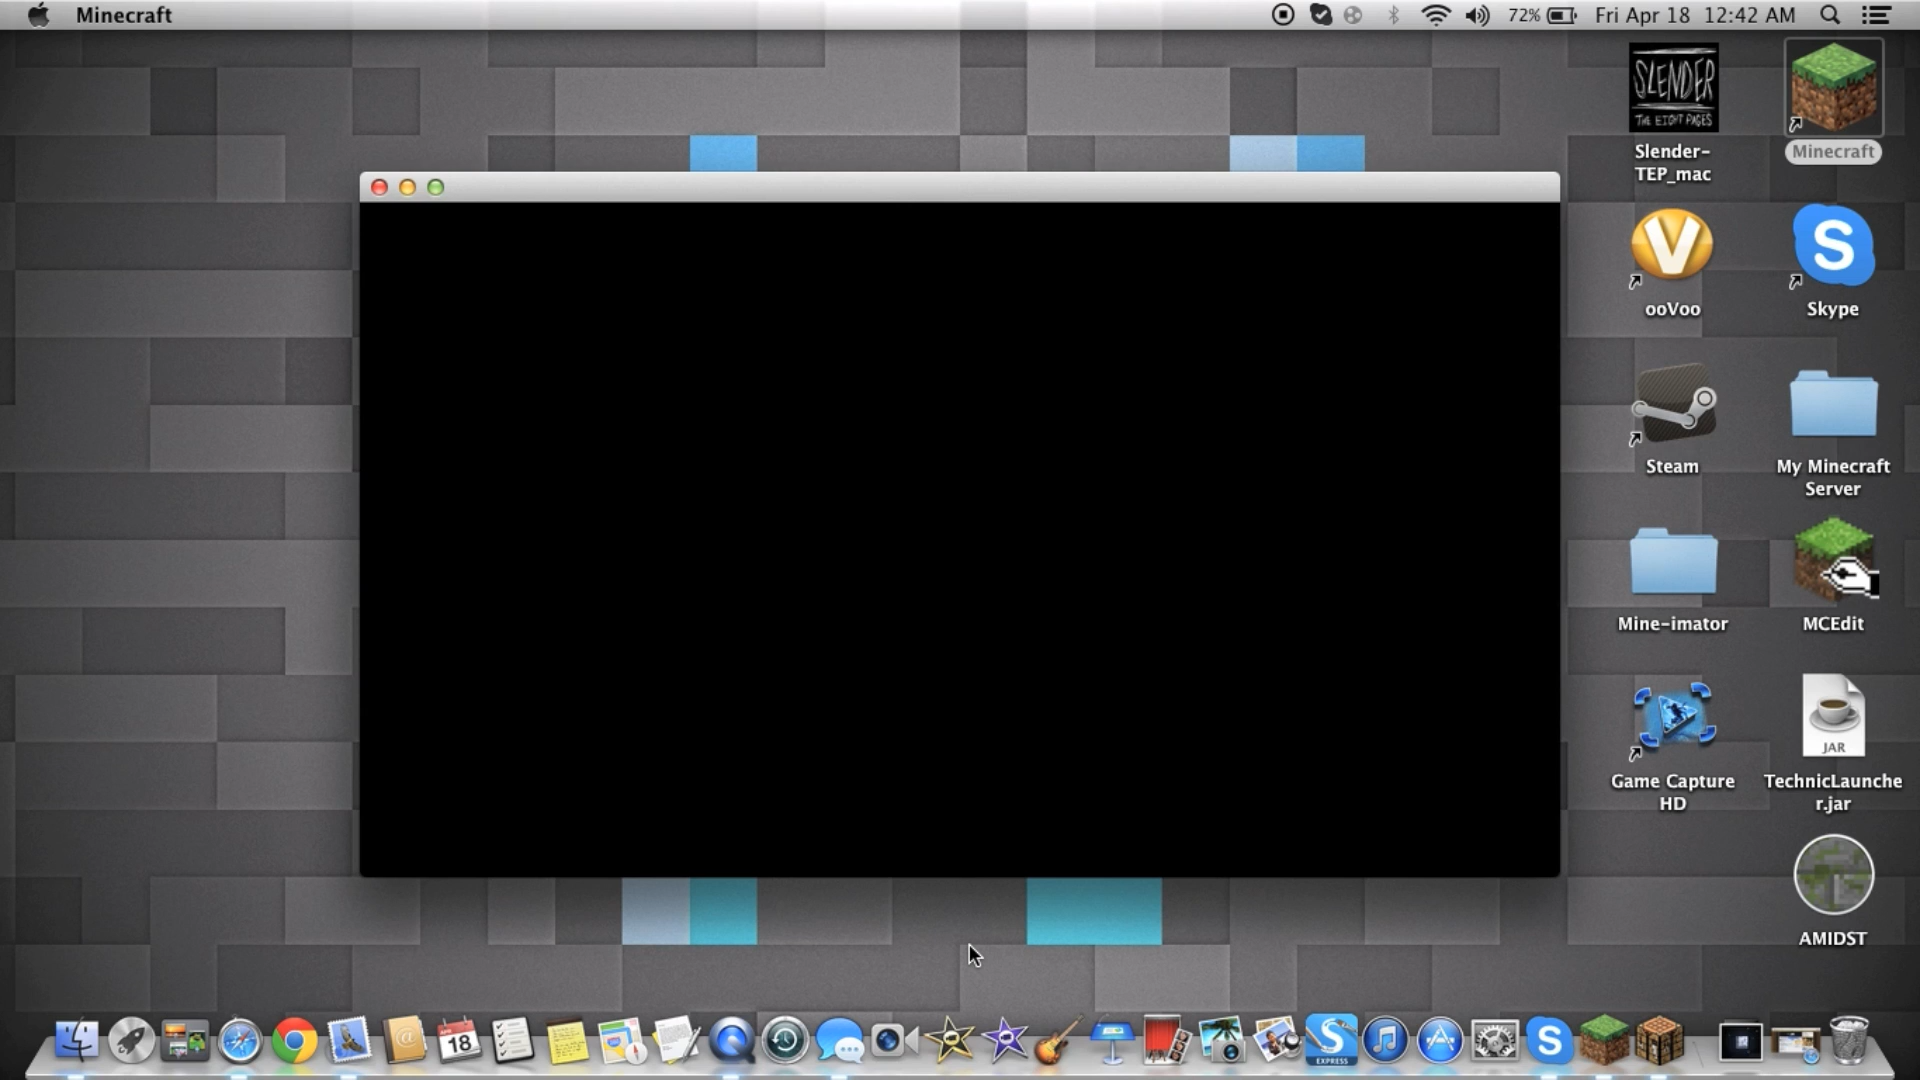 Minecraft
72%
Fri Apr 18 12:42 AM
SLENDER
THE EIGHT PAGES
Slender-
TEP_mac
Minecraft
ooVoo
S
Skype
Steam
My Minecraft
Server
Mine-imator
MCEdit
JAR
Game Capture
HD
TechnicLaunche
r.jar
AMIDST
@
APR
18
S
EXPRESS
S